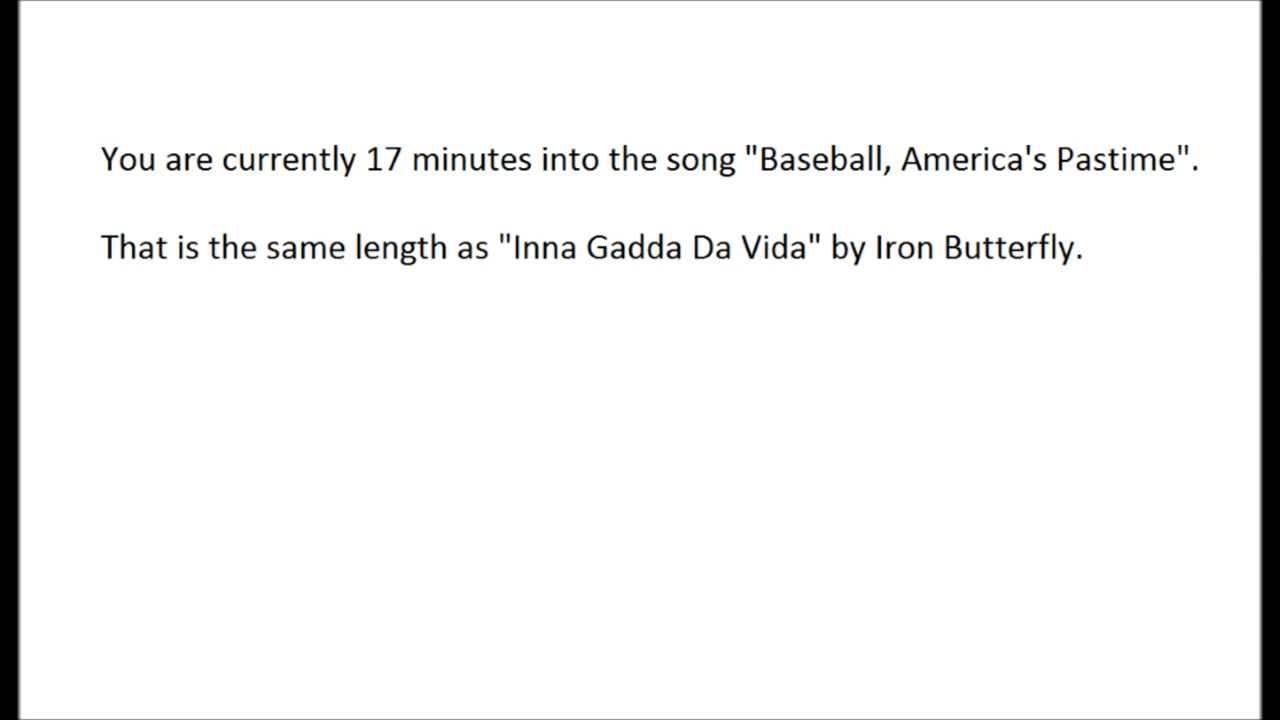 You are currently 17 minutes into the song "Baseball, America's Pastime".
That is the same length as "Inna Gadda Da Vida" by Iron Butterfly.